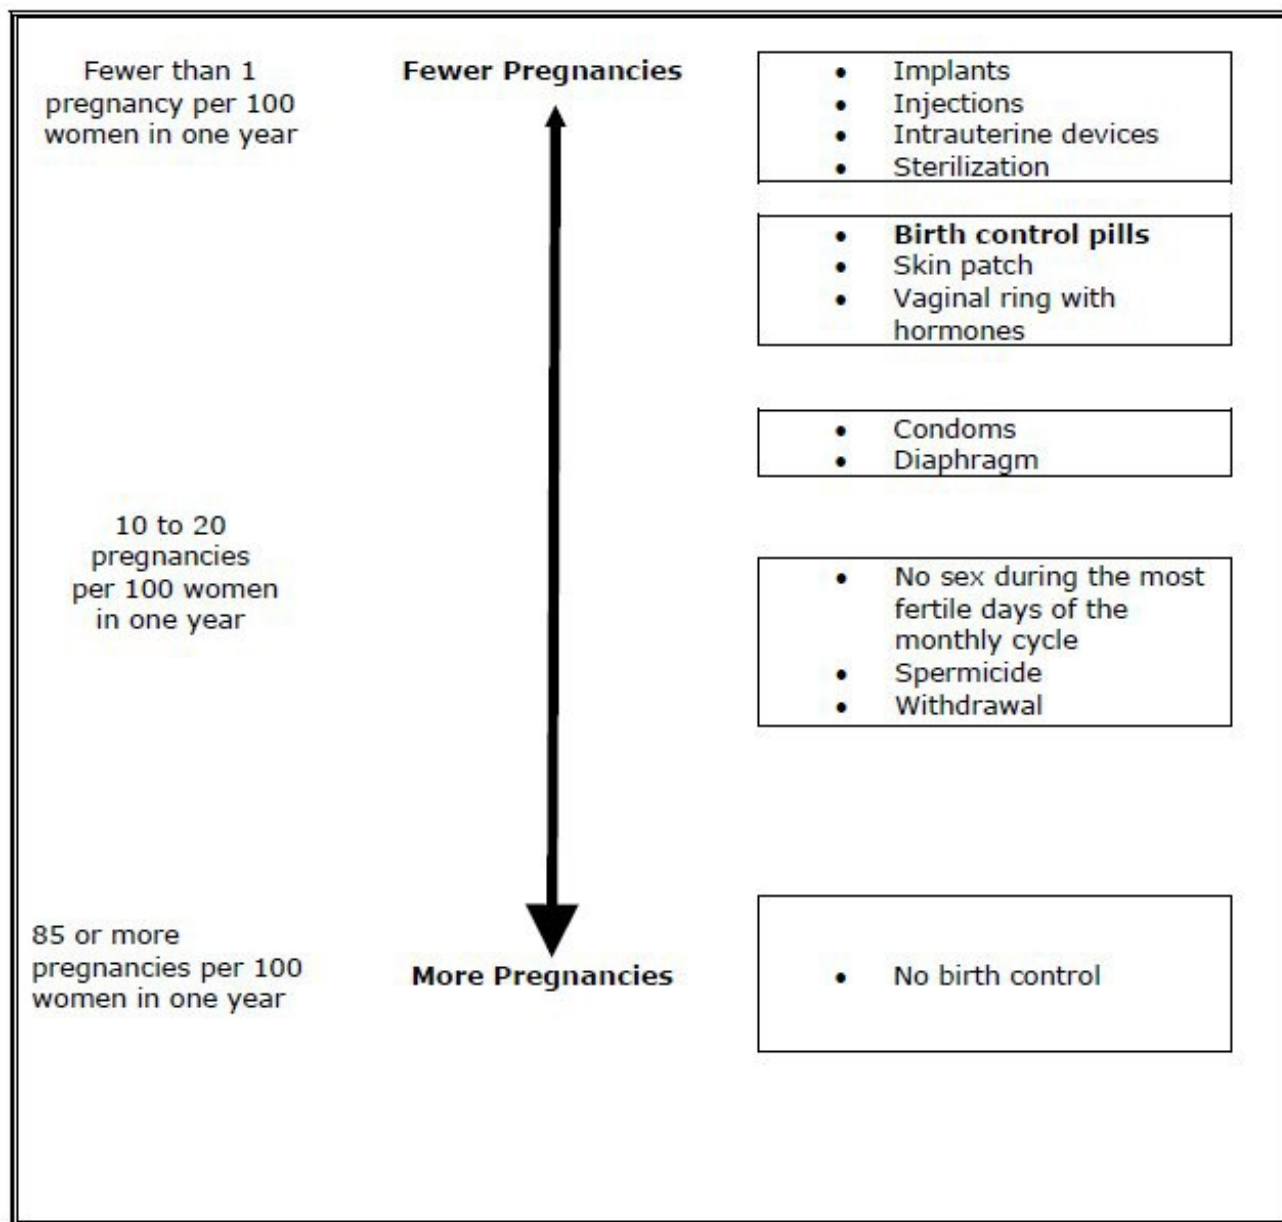 Fewer than 1
pregnancy per 100
women in one year
Fewer Pregnancies
• Implants
• Injections
• Intrauterine devices
• Sterilization
• Birth control pills
• Skin patch
• Vaginal ring with
hormones
• Condoms
• Diaphragm
10 to 20
pregnancies
per 100 women
in one year
• No sex during the most
fertile days of the
monthly cycle
• Spermicide
• Withdrawal
85 or more
pregnancies per 100
women in one year
More Pregnancies
• No birth control